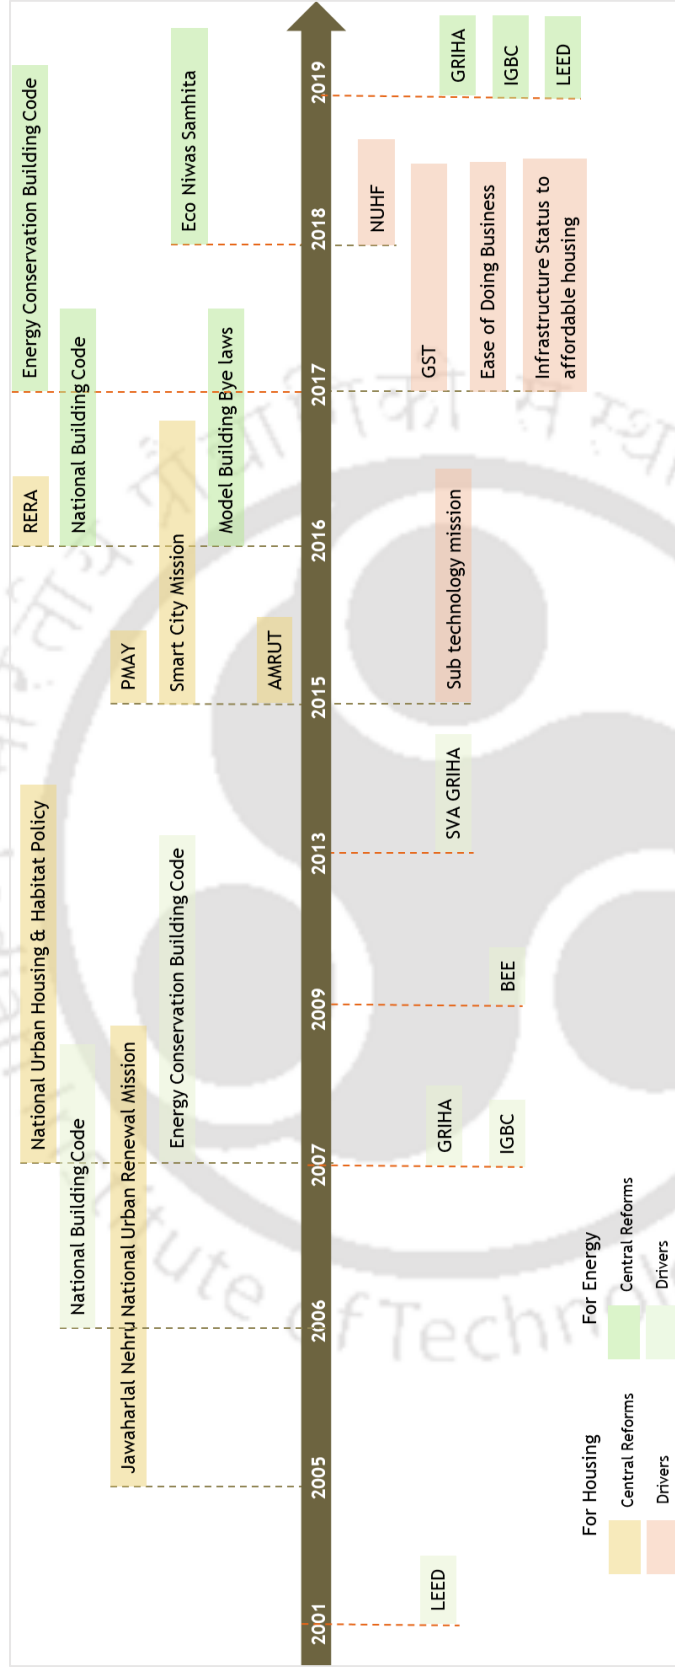 Energy Conservation Building Code
RERA
National Building Code
National Urban Housing & Habitat Policy
National Building Code
PMAY
Jawaharlal Nehru National Urban Renewal Mission
Smart City Mission
Eco Niwas Samhita
Energy Conservation Building Code
Model Building Bye laws
AMRUT
2001
2005
2006
2007
2009
2013
2015
2016
2017
2018
2019
LEED
GRIHA
IGBC
BEE
SVA GRIHA
Sub technology mission
GST
Ease of Doing Business
Infrastructure Status to
affordable housing
NUHF
GRIHA
IGBC
LEED
For Housing
Central Reforms
Drivers
For Energy
Central Reforms
Drivers
itute of Technolo